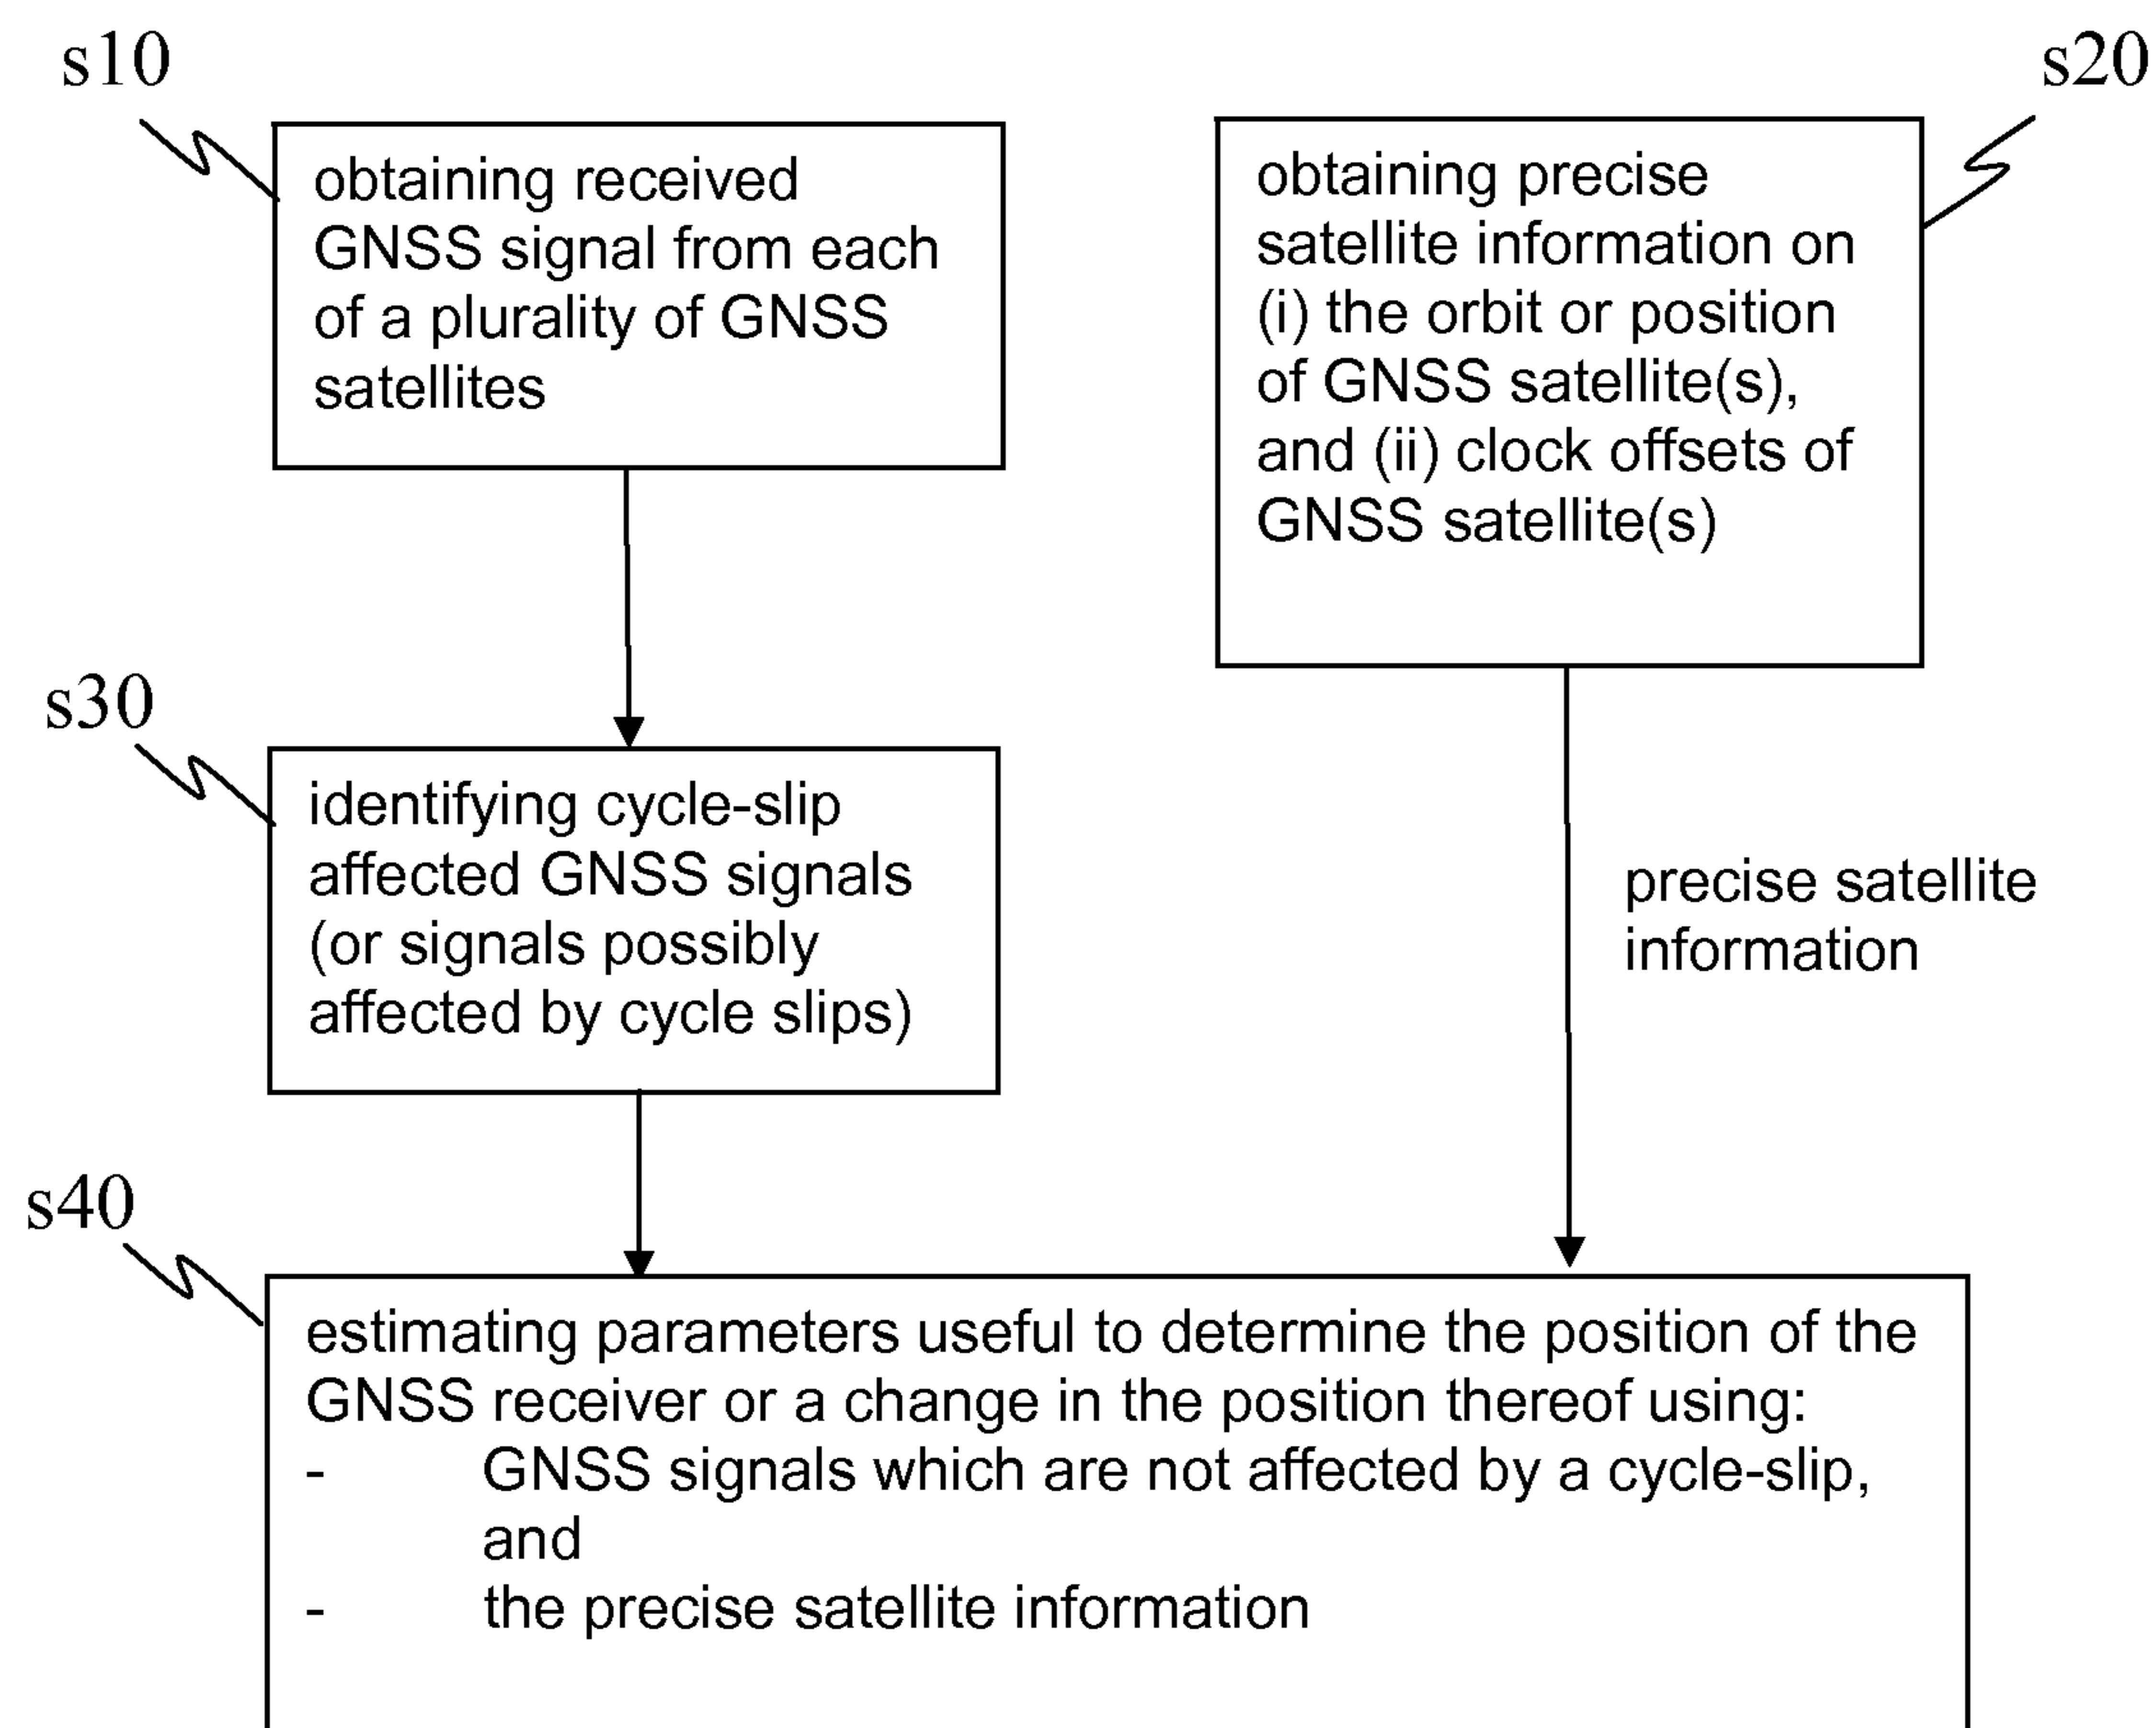 s10
obtaining received
GNSS signal from each
of a plurality of GNSS
satellites
s20
obtaining precise
satellite information on
(i) the orbit or position
of GNSS satellite(s),
and (ii) clock offsets of
GNSS satellite(s)
s30
identifying cycle-slip
affected GNSS signals
(or signals possibly
affected by cycle slips)
precise satellite
information
s40
estimating parameters useful to determine the position of the
GNSS receiver or a change in the position thereof using:
- GNSS signals which are not affected by a cycle-slip,
and
- the precise satellite information